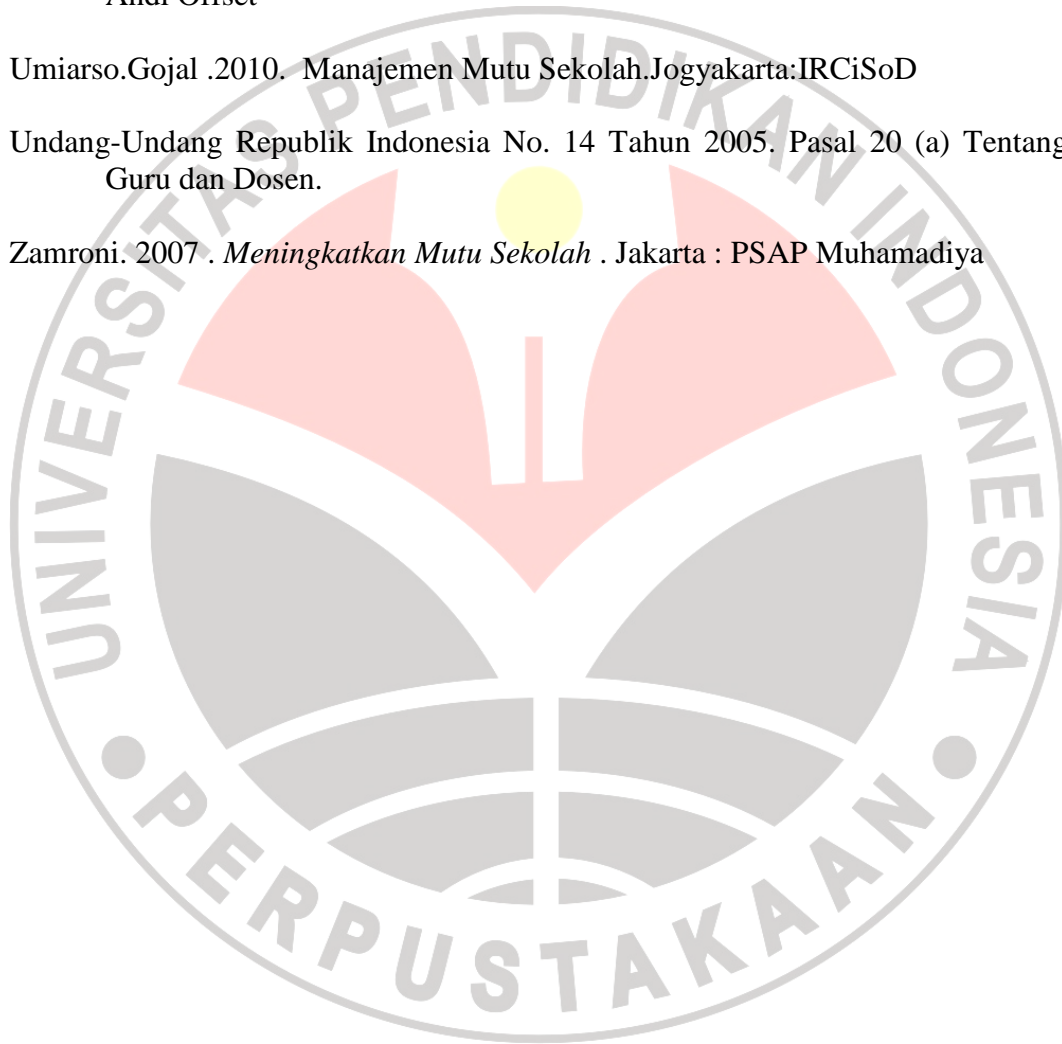 Andi Offset
Umiarso.Gojal .2010. Manajemen Mutu Sekolah.Jogyakarta:IRCiSoD
Undang-Undang Republik Indonesia No. 14 Tahun 2005. Pasal 20 (a) Tentang
Guru dan Dosen.
Zamroni. 2007 . Meningkatkan Mutu Sekolah . Jakarta : PSAP Muhamadiya
UNIVERSITAS PENDIDIKAN INDONESIA
PERPUSTAKAAN